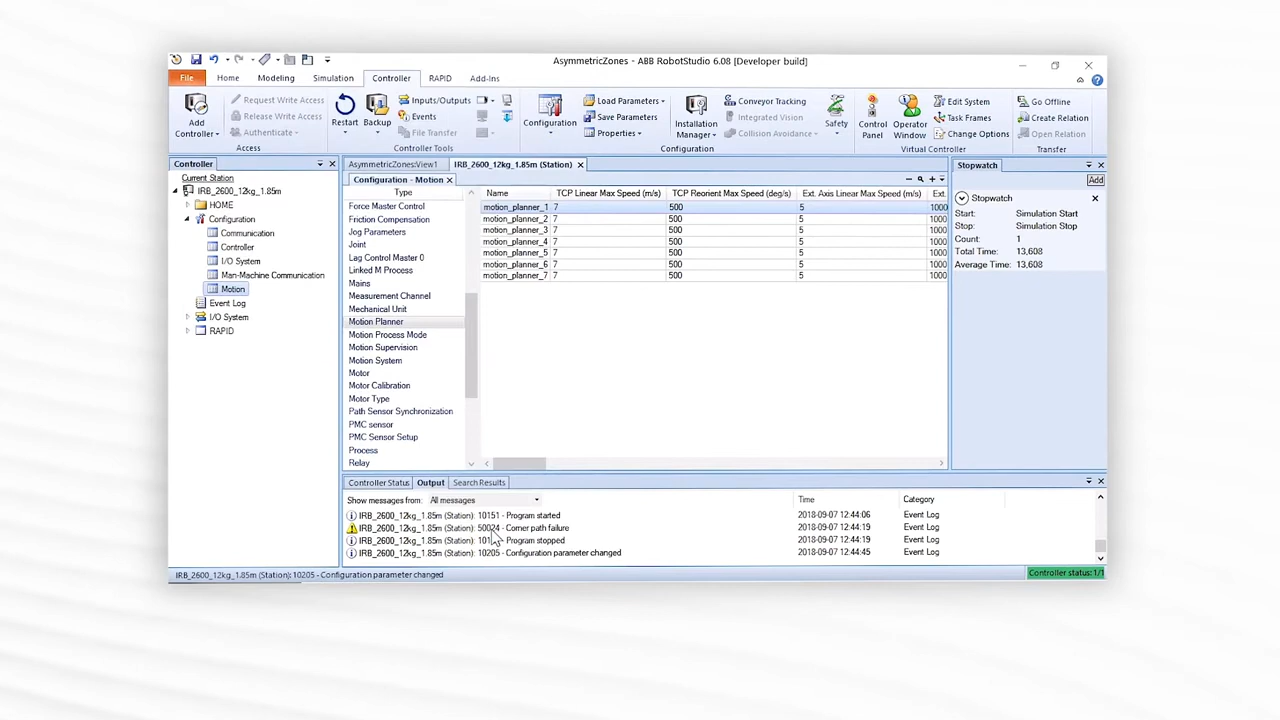 AsymmetricZones - ABB RobotStudio 6.08 [Developer build]
File Home Modeling Simulation Controller RAPID Add-Ins
Add Controller
Request Write Access
Release Write Access
Authenticate
Access
Restart
Backup
Inputs/Outputs
Events
File Transfer
Controller Tools
Configuration
Load Parameters
Save Parameters
Properties
Installation Manager
Conveyor Tracking
Integrated Vision
Collision Avoidance
Safety
Configuration
Control Panel
Operator Window
Edit System
Task Frames
Change Options
Virtual Controller
Go Offline
Create Relation
Open Relation
Transfer
Controller
Current Station
IRB_2600_12kg_1.85m
HOME
Configuration
Communication
Controller
I/O System
Man-Machine Communication
Motion
Event Log
I/O System
RAPID
AsymmetricZones:View1 IRB_2600_12kg_1.85m (Station)
Configuration - Motion
Type
Force Master Control
Friction Compensation
Jog Parameters
Joint
Lag Control Master 0
Linked M Process
Mains
Measurement Channel
Mechanical Unit
Motion Planner
Motion Process Mode
Motion Supervision
Motion System
Motor
Motor Calibration
Motor Type
Path Sensor Synchronization
PMC sensor
PMC Sensor Setup
Process
Relay
Name TCP Linear Max Speed (m/s) TCP Reorient Max Speed (deg/s) Ext. Axis Linear Max Speed (m/s) Ext.
motion_planner_1 7 500 5 1000
motion_planner_2 7 500 5 1000
motion_planner_3 7 500 5 1000
motion_planner_4 7 500 5 1000
motion_planner_5 7 500 5 1000
motion_planner_6 7 500 5 1000
motion_planner_7 7 500 5 1000
Stopwatch
Add
Stopwatch
Start: Simulation Start
Stop: Simulation Stop
Count: 1
Total Time: 13,608
Average Time: 13,608
Controller Status Output Search Results
Show messages from: All messages Time Category
IRB_2600_12kg_1.85m (Station): 10151 - Program started 2018-09-07 12:44:06 Event Log
IRB_2600_12kg_1.85m (Station): 50024 - Corner path failure 2018-09-07 12:44:19 Event Log
IRB_2600_12kg_1.85m (Station): - Program stopped 2018-09-07 12:44:19 Event Log
IRB_2600_12kg_1.85m (Station): 10205 - Configuration parameter changed 2018-09-07 12:44:45 Event Log
IRB_2600_12kg_1.85m (Station): 10205 - Configuration parameter changed
Controller status: 1/1